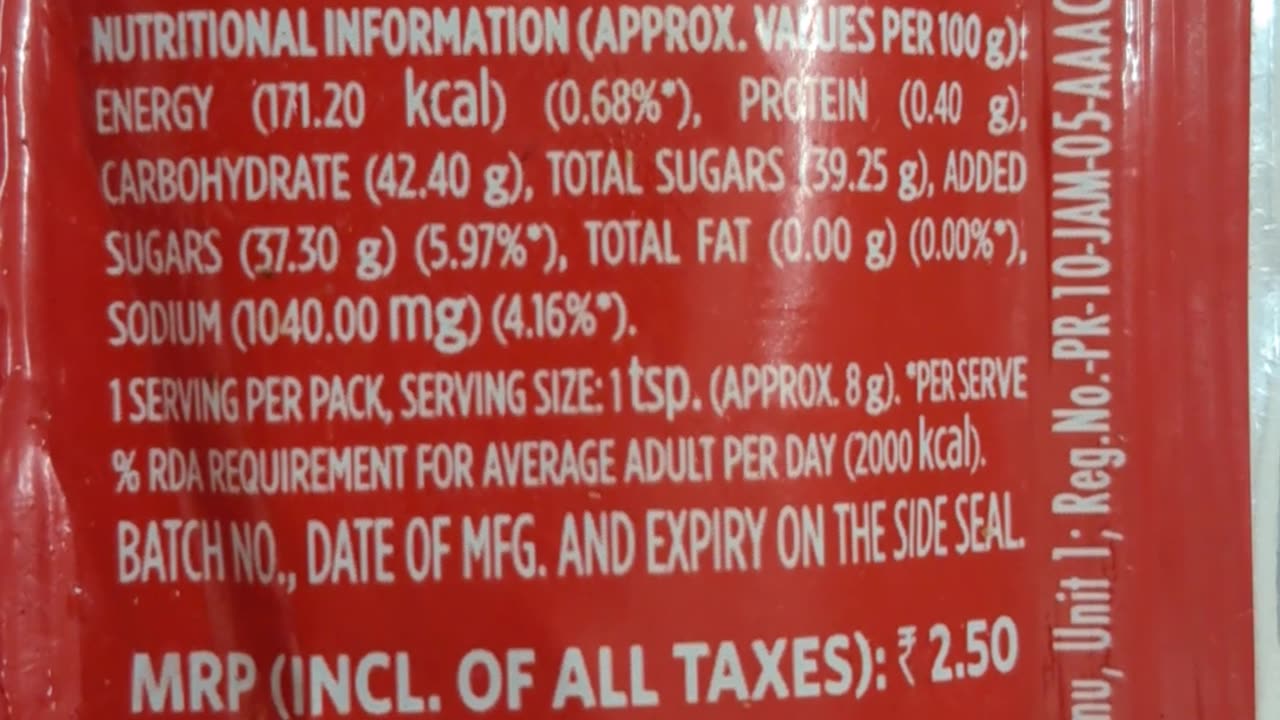 NUTRITIONAL INFORMATION (APPROX. VALUES PER 100 g):
ENERGY (171.20 kcal) (0.68%*), PROTEIN (0.40 g),
CARBOHYDRATE (42.40 g), TOTAL SUGARS (39.25 g), ADDED
SUGARS (37.30 g) (5.97%*), TOTAL FAT (0.00 g) (0.00%*),
SODIUM (1040.00 mg) (4.16%*).
1 SERVING PER PACK, SERVING SIZE: 1 tsp. (APPROX. 8 g). *PER SERVE
% RDA REQUIREMENT FOR AVERAGE ADULT PER DAY (2000 kcal).
BATCH NO., DATE OF MFG. AND EXPIRY ON THE SIDE SEAL.
MRP (INCL. OF ALL TAXES): ₹ 2.50
Unit 1; Reg.No.-PR-10-JAM-05-AAAC